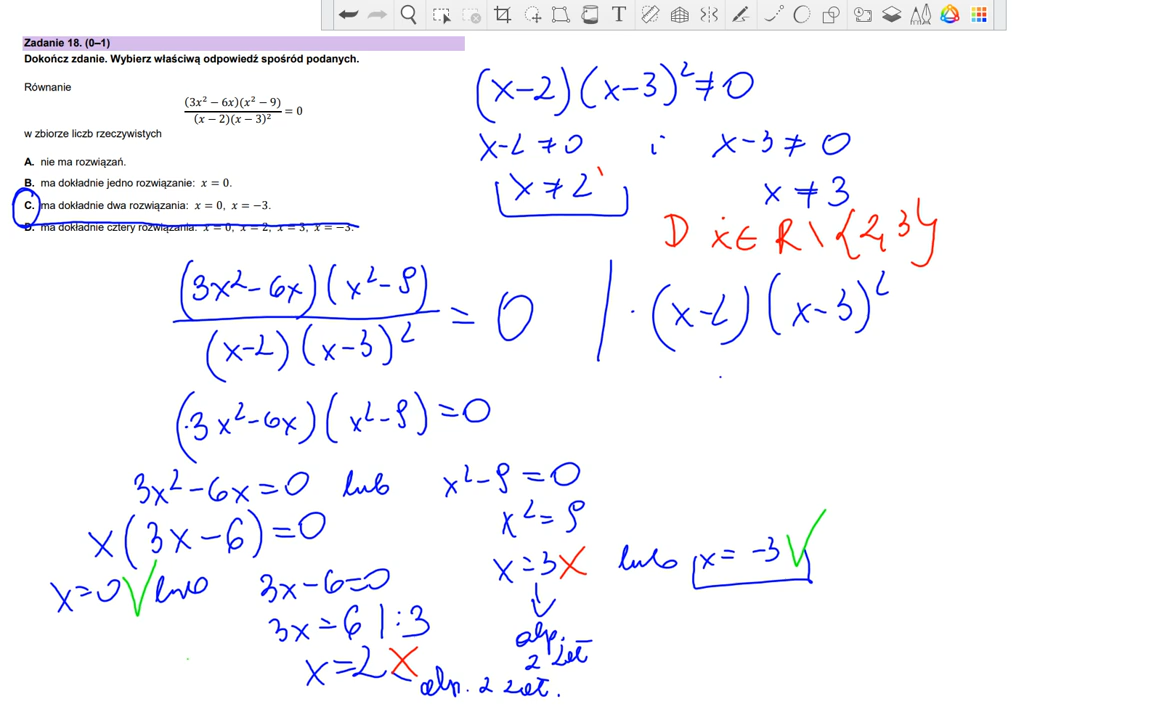 Zadanie 18. (0–1)
Dokończ zdanie. Wybierz właściwą odpowiedź spośród podanych.
Równanie
(3x² − 6x)(x² − 9)
(x − 2)(x − 3)²
= 0
w zbiorze liczb rzeczywistych
A. nie ma rozwiązań.
B. ma dokładnie jedno rozwiązanie: x = 0.
C. ma dokładnie dwa rozwiązania: x = 0, x = −3.
D. ma dokładnie cztery rozwiązania: x = 0, x = 2, x = 3, x = −3.
(x−2)(x−3)² ≠ 0
x−2 ≠ 0 i x−3 ≠ 0
x ≠ 2 x ≠ 3
D x ∈ R \ {2, 3}
(3x²−6x)(x²−9)
(x−2)(x−3)²
= 0 | · (x−2)(x−3)²
(3x²−6x)(x²−9) = 0
3x²−6x = 0 lub x²−9 = 0
x(3x−6) = 0
x² = 9
x = 3 X lub x = −3 V
x = 0 V lub 3x−6=0
3x = 6 | : 3
x = 2 X odp. z zał.
odp.
z zał